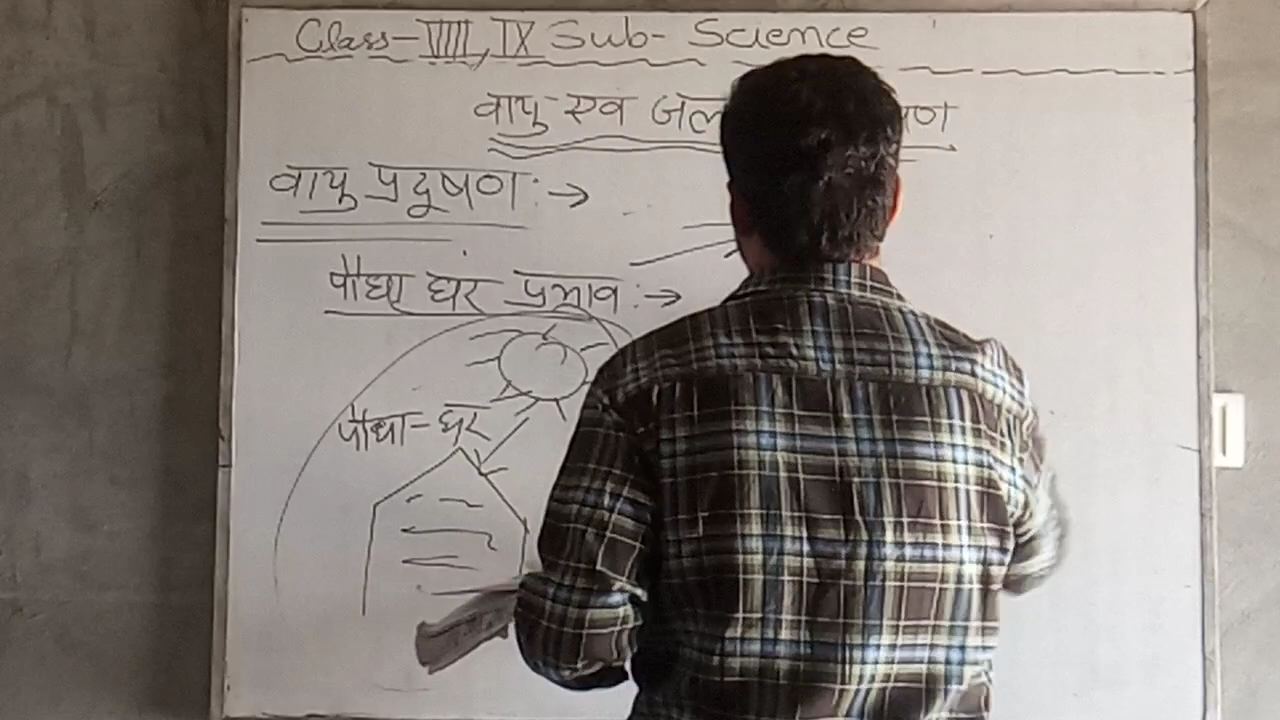 Class-VIII, IX Sub- Science
वायु एव जल
वायु प्रदूषण :→
पौधा घर प्रभाव :→
पौधा-घर